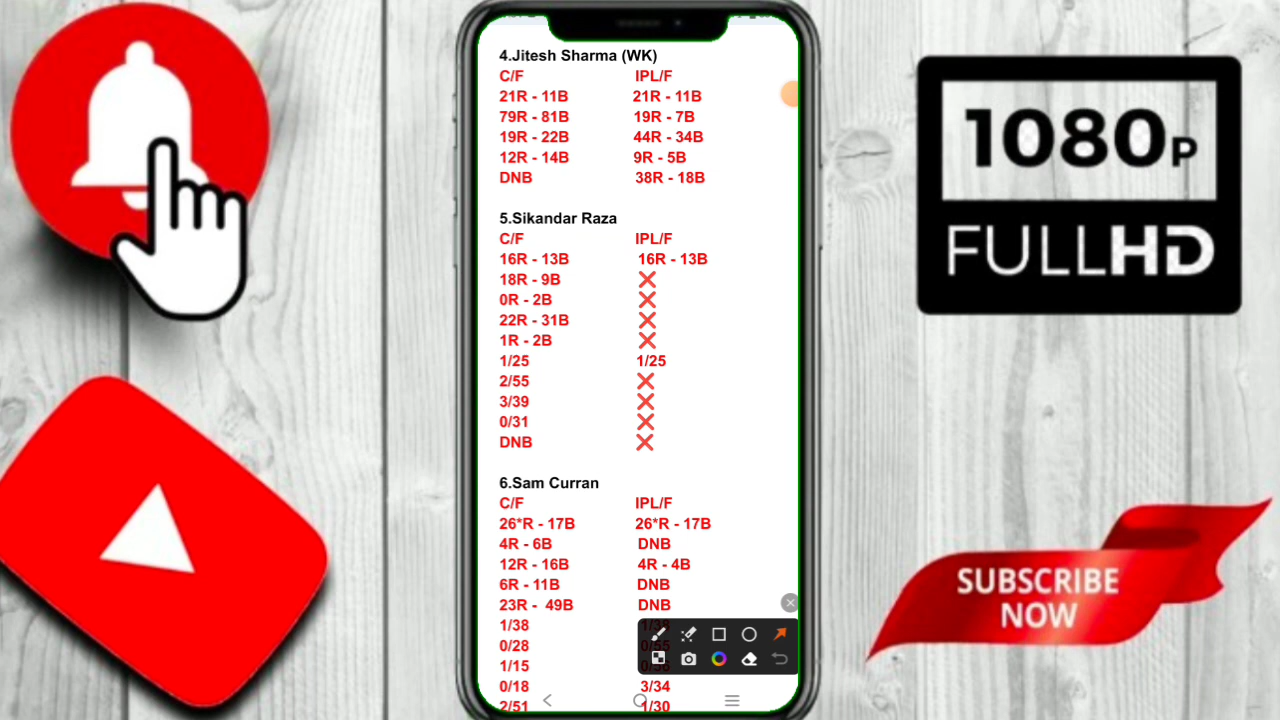 4.Jitesh Sharma (WK)
C/F IPL/F
21R - 11B 21R - 11B
79R - 81B 19R - 7B
19R - 22B 44R - 34B
12R - 14B 9R - 5B
DNB 38R - 18B
5.Sikandar Raza
C/F IPL/F
16R - 13B 16R - 13B
18R - 9B ❌
0R - 2B ❌
22R - 31B ❌
1R - 2B ❌
1/25 1/25
2/55 ❌
3/39 ❌
0/31 ❌
DNB ❌
6.Sam Curran
C/F IPL/F
26*R - 17B 26*R - 17B
4R - 6B DNB
12R - 16B 4R - 4B
6R - 11B DNB
23R - 49B DNB
1/38
0/28
1/15
0/18 3/34
2/51 1/30
1080P
FULLHD
SUBSCRIBE
NOW